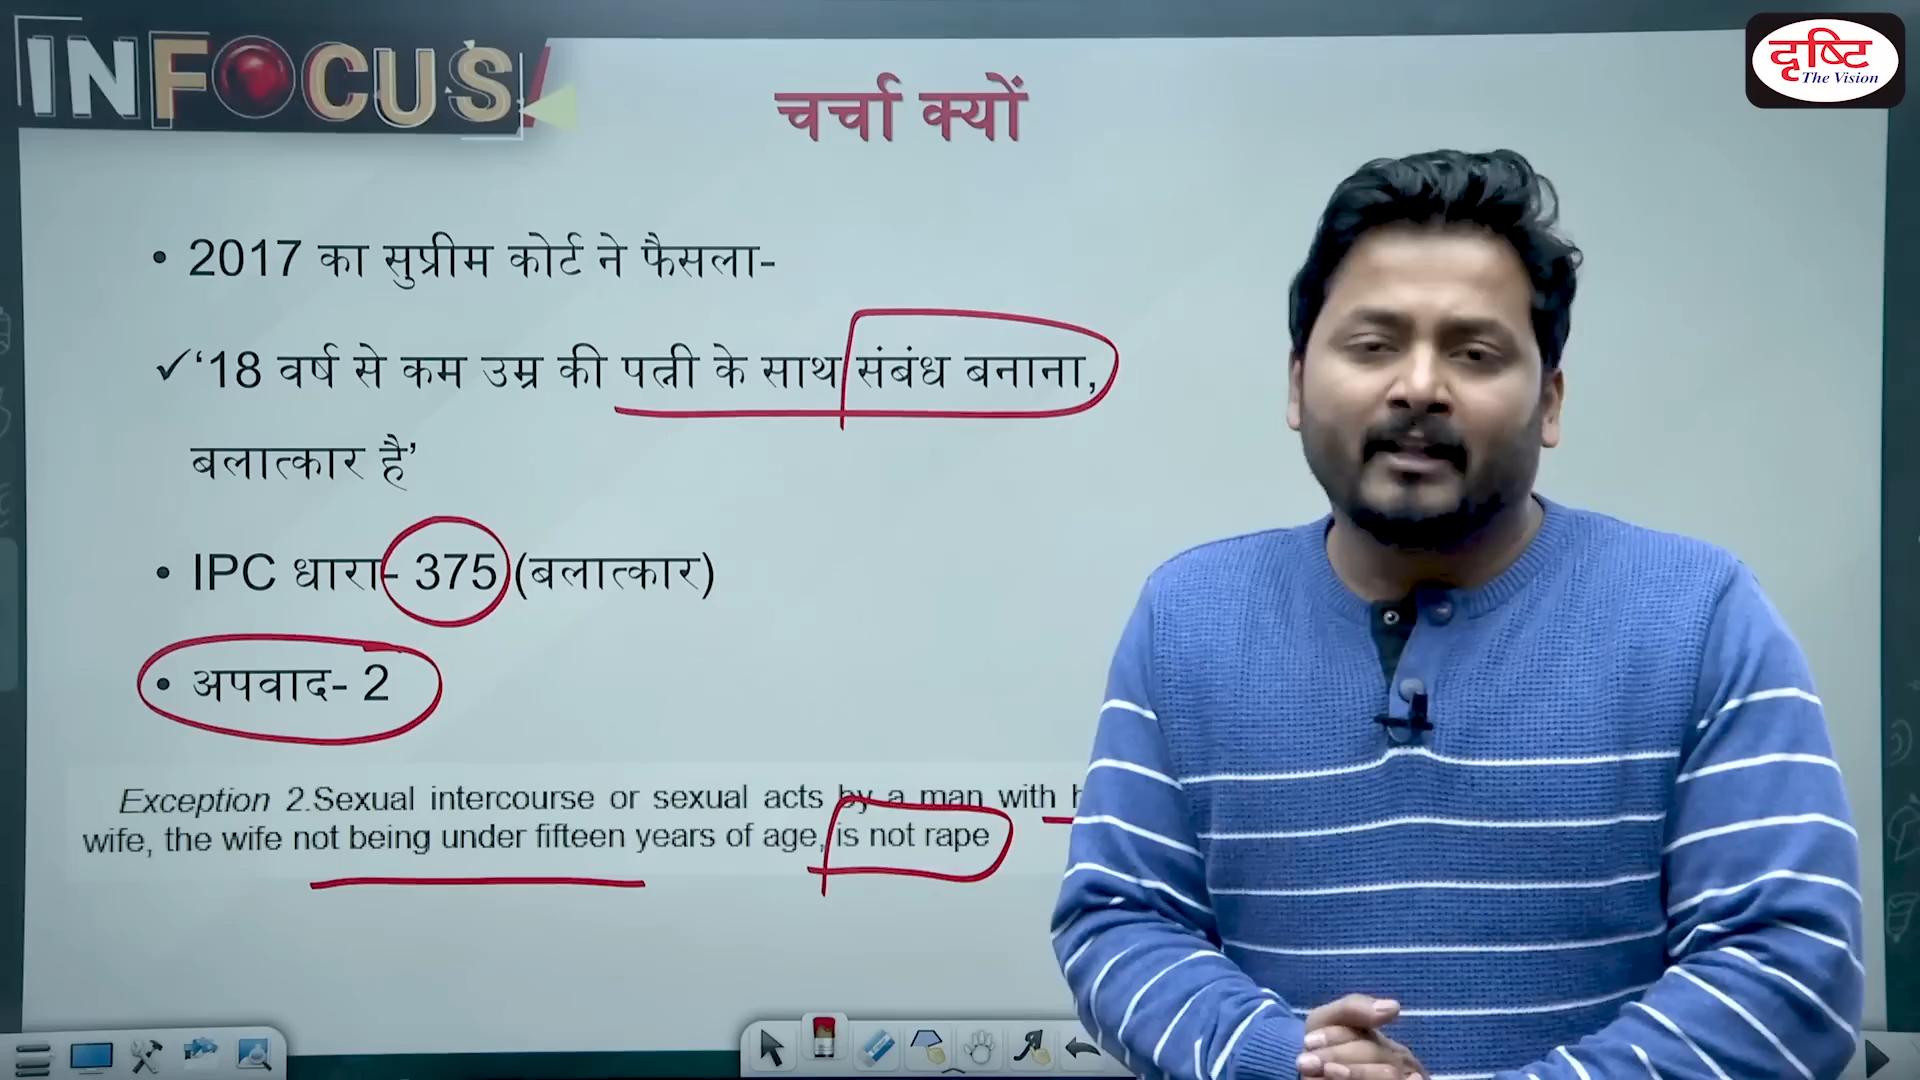 INFOCUS!
दृष्टि
The Vision
चर्चा क्यों
• 2017 का सुप्रीम कोर्ट ने फैसला-
✓ ‘18 वर्ष से कम उम्र की पत्नी के साथ संबंध बनाना,
बलात्कार है’
• IPC धारा- 375 (बलात्कार)
• अपवाद- 2
Exception 2.Sexual intercourse or sexual acts by a man with
wife, the wife not being under fifteen years of age, is not rape